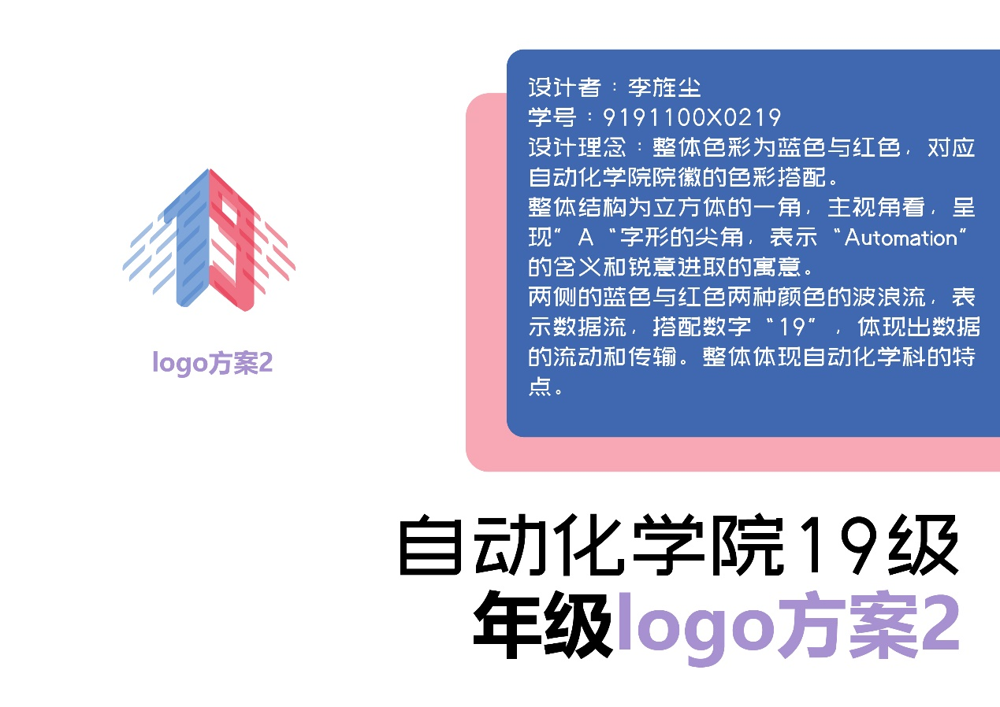 设计者：李旌尘
学号：9191100X0219
设计理念：整体色彩为蓝色与红色，对应
自动化学院院徽的色彩搭配。
整体结构为立方体的一角，主视角看，呈
现”A“字形的尖角，表示“Automation”
的含义和锐意进取的寓意。
两侧的蓝色与红色两种颜色的波浪流，表
示数据流，搭配数字“19”，体现出数据
的流动和传输。整体体现自动化学科的特
点。
19
logo方案2
自动化学院19级
年级logo方案2